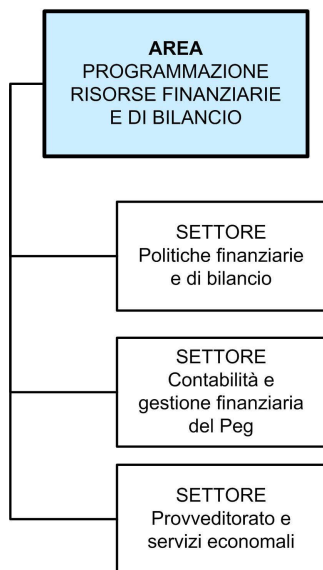 AREA
PROGRAMMAZIONE
RISORSE FINANZIARIE
E DI BILANCIO
SETTORE
Politiche finanziarie
e di bilancio
SETTORE
Contabilità e
gestione finanziaria
del Peg
SETTORE
Provveditorato e
servizi economali